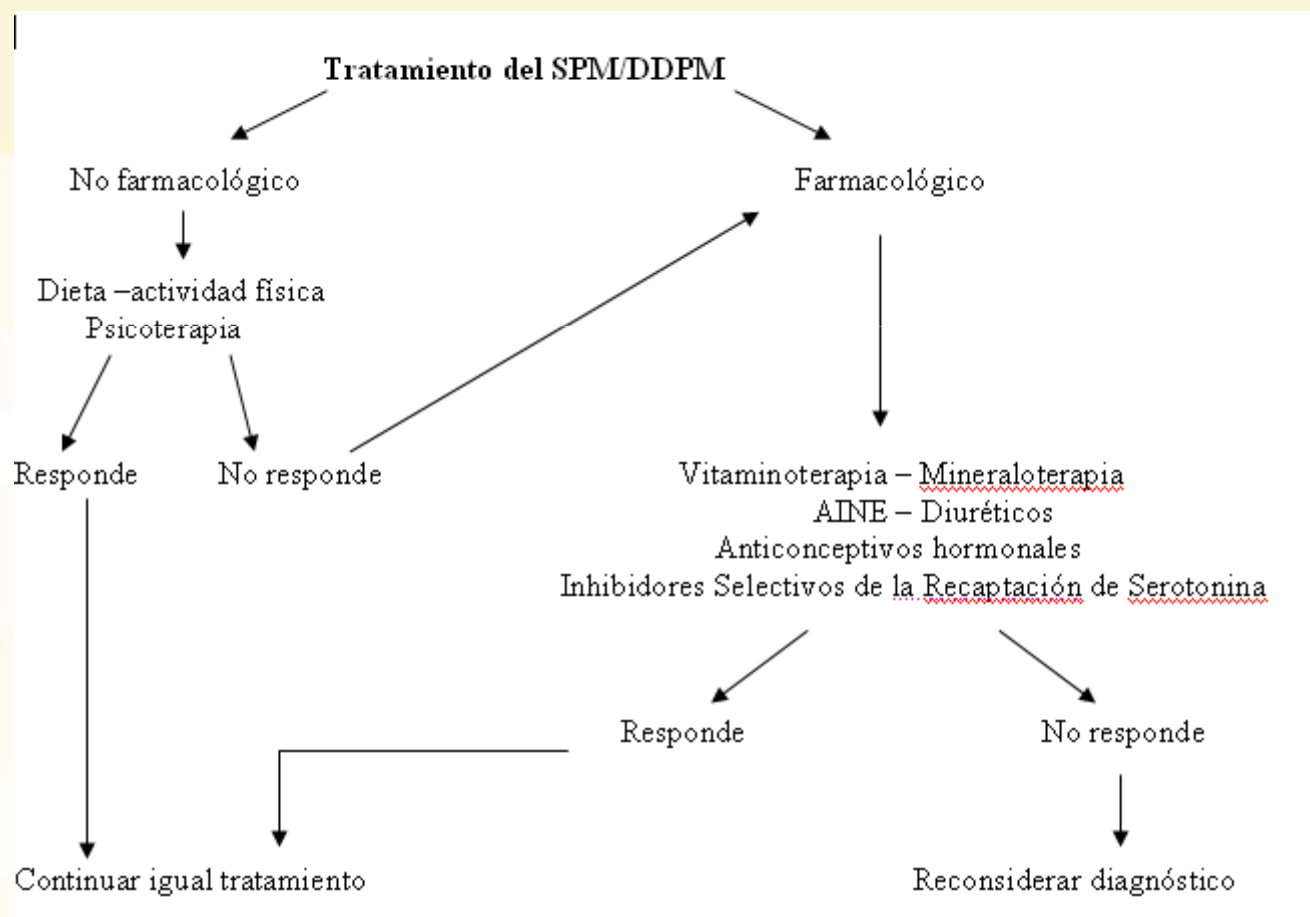 Tratamiento del SPM/DDPM
No farmacológico
Farmacológico
Dieta –actividad física
Psicoterapia
Responde
No responde
Vitaminoterapia – Mineraloterapia
AINE – Diuréticos
Anticonceptivos hormonales
Inhibidores Selectivos de la Recaptación de Serotonina
Responde
No responde
Continuar igual tratamiento
Reconsiderar diagnóstico